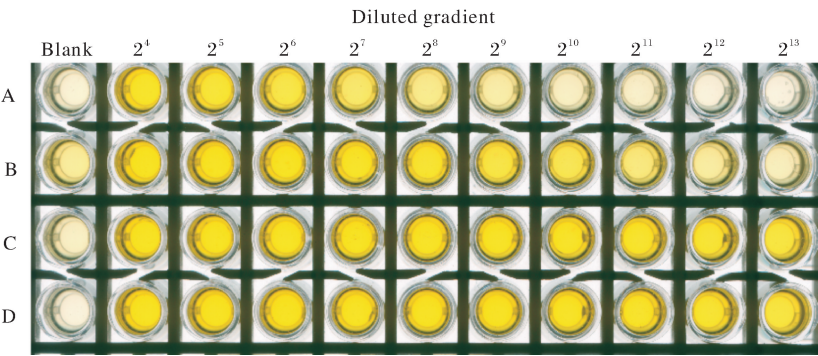 Diluted gradient
Blank 2⁴ 2⁵ 2⁶ 2⁷ 2⁸ 2⁹ 2¹⁰ 2¹¹ 2¹² 2¹³
A
B
C
D